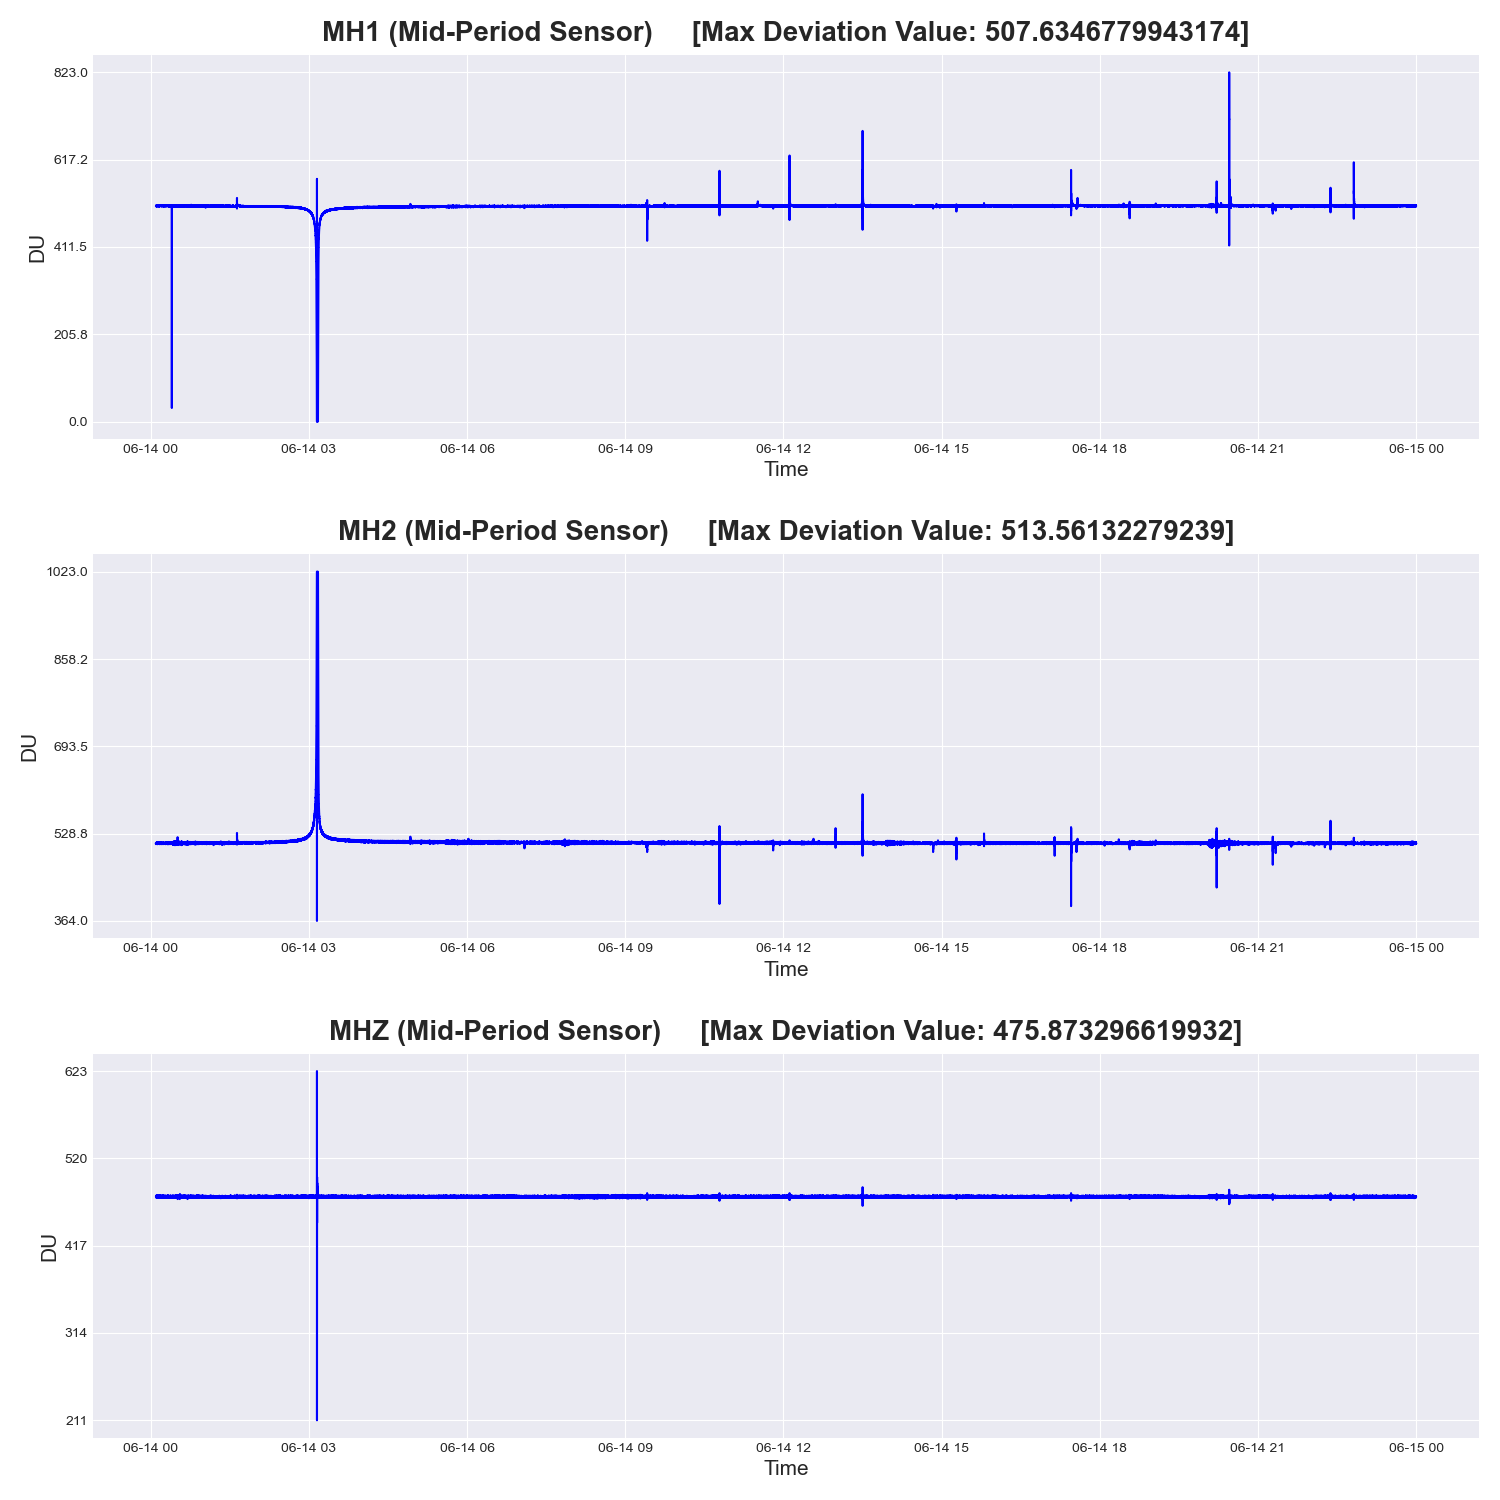 MH1 (Mid-Period Sensor) [Max Deviation Value: 507.6346779943174]
823.0
617.2
411.5
205.8
0.0
DU
06-14 00 06-14 03 06-14 06 06-14 09 06-14 12 06-14 15 06-14 18 06-14 21 06-15 00
Time
MH2 (Mid-Period Sensor) [Max Deviation Value: 513.56132279239]
1023.0
858.2
693.5
528.8
364.0
DU
06-14 00 06-14 03 06-14 06 06-14 09 06-14 12 06-14 15 06-14 18 06-14 21 06-15 00
Time
MHZ (Mid-Period Sensor) [Max Deviation Value: 475.873296619932]
623
520
417
314
211
DU
06-14 00 06-14 03 06-14 06 06-14 09 06-14 12 06-14 15 06-14 18 06-14 21 06-15 00
Time